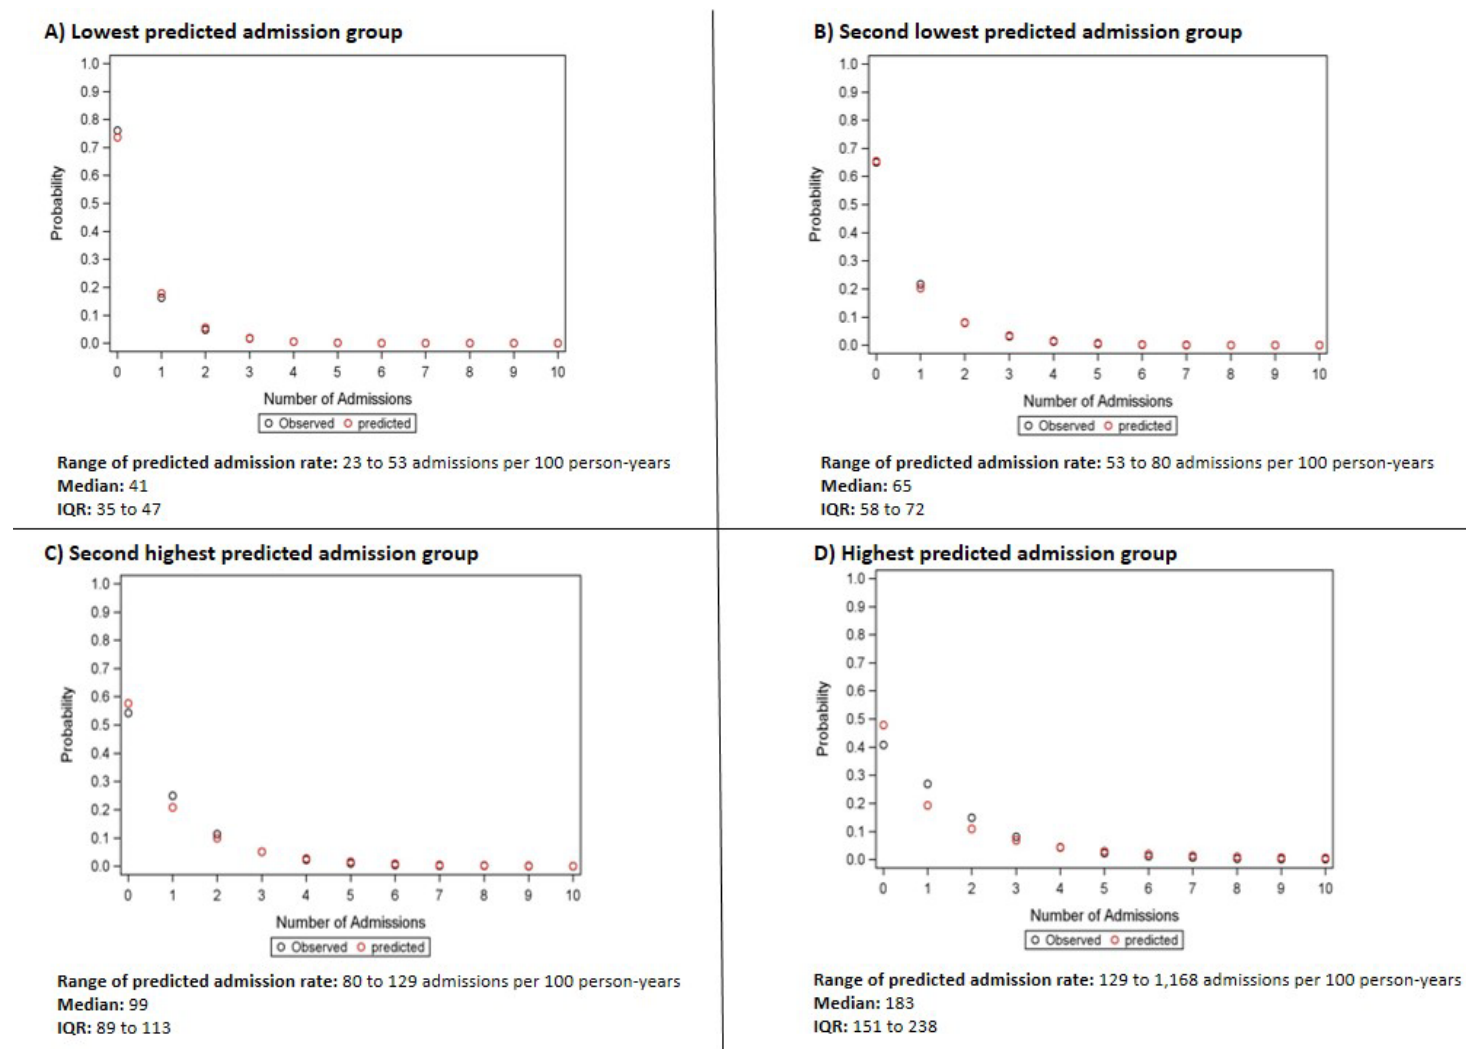 A) Lowest predicted admission group
1.0
0.9
0.8
0.7
0.6
0.5
0.4
0.3
0.2
0.1
0.0
Probability
0 1 2 3 4 5 6 7 8 9 10
Number of Admissions
Observed predicted
Range of predicted admission rate: 23 to 53 admissions per 100 person-years
Median: 41
IQR: 35 to 47
B) Second lowest predicted admission group
1.0
0.9
0.8
0.7
0.6
0.5
0.4
0.3
0.2
0.1
0.0
Probability
0 1 2 3 4 5 6 7 8 9 10
Number of Admissions
Observed predicted
Range of predicted admission rate: 53 to 80 admissions per 100 person-years
Median: 65
IQR: 58 to 72
C) Second highest predicted admission group
1.0
0.9
0.8
0.7
0.6
0.5
0.4
0.3
0.2
0.1
0.0
Probability
0 1 2 3 4 5 6 7 8 9 10
Number of Admissions
Observed predicted
Range of predicted admission rate: 80 to 129 admissions per 100 person-years
Median: 99
IQR: 89 to 113
D) Highest predicted admission group
1.0
0.9
0.8
0.7
0.6
0.5
0.4
0.3
0.2
0.1
0.0
Probability
0 1 2 3 4 5 6 7 8 9 10
Number of Admissions
Observed predicted
Range of predicted admission rate: 129 to 1,168 admissions per 100 person-years
Median: 183
IQR: 151 to 238